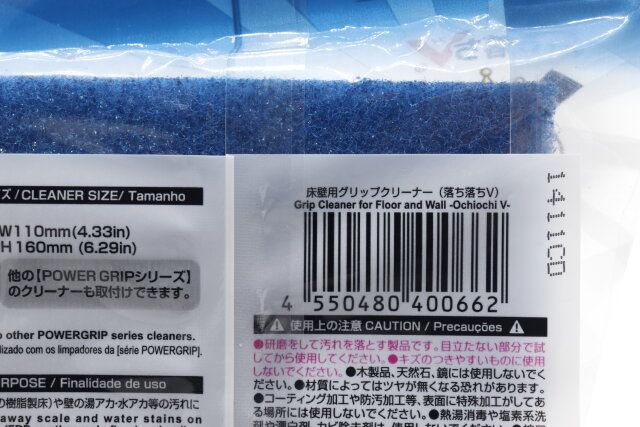 ズ/CLEANER SIZE/ Tamanho
W110mm(4.33in)
H 160mm (6.29in)
他の【POWER GRIPシリーズ】
のクリーナーも取付けできます。
o other POWERGRIP series cleaners.
lizado com os limpadores da [série POWERGRIP].
RPOSE / Finalidade de uso
の樹脂製床)や壁の湯アカ・水アカ等の汚れに
away scale and water stains on
床壁用グリップクリーナー(落ち落ちV)
Grip Cleaner for Floor and Wall -Ochiochi V-
4 550480 400662
使用上の注意 CAUTION / Precauções
●研磨をして汚れを落とす製品です。目立たない部分で試
してから使用してください。●キズのつきやすいものに使用
しないでください。●木製品、天然石、鏡には使用しないでく
ださい。●材質によってはツヤが無くなる恐れがあります。
●コーティング加工や防汚加工等、表面に特殊加工がしてあ
る場所には使用しないでください。●熱湯消毒や塩素系洗
1411CD